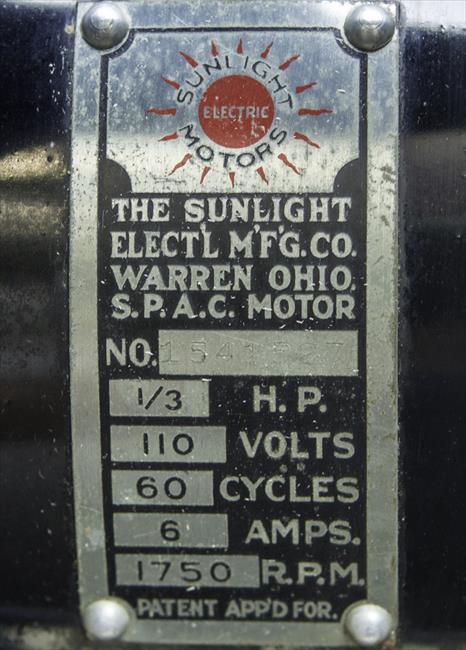 SUNLIGHT
ELECTRIC
MOTORS
THE SUNLIGHT
ELECT'L M'F'G. CO.
WARREN OHIO.
S.P.A.C. MOTOR
NO.
1/3 H.P.
110 VOLTS
60 CYCLES
6 AMPS.
1750 R.P.M.
PATENT APP'D FOR.